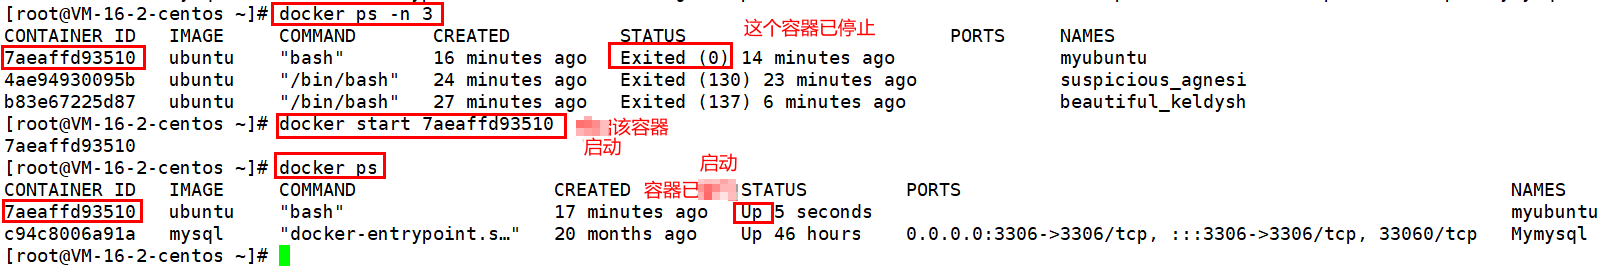 [root@VM-16-2-centos ~]# docker ps -n 3
这个容器已停止
CONTAINER ID   IMAGE     COMMAND       CREATED          STATUS                        PORTS     NAMES
7aeaffd93510   ubuntu    "bash"        16 minutes ago   Exited (0) 14 minutes ago               myubuntu
4ae94930095b   ubuntu    "/bin/bash"   24 minutes ago   Exited (130) 23 minutes ago             suspicious_agnesi
b83e67225d87   ubuntu    "/bin/bash"   27 minutes ago   Exited (137) 6 minutes ago              beautiful_keldysh
[root@VM-16-2-centos ~]# docker start 7aeaffd93510
该容器
启动
7aeaffd93510
[root@VM-16-2-centos ~]# docker ps
启动
容器已
CONTAINER ID   IMAGE     COMMAND                  CREATED          STATUS         PORTS                                                  NAMES
7aeaffd93510   ubuntu    "bash"                   17 minutes ago   Up 5 seconds                                                          myubuntu
c94c8006a91a   mysql     "docker-entrypoint.s…"   20 months ago    Up 46 hours    0.0.0.0:3306->3306/tcp, :::3306->3306/tcp, 33060/tcp   Mymysql
[root@VM-16-2-centos ~]#